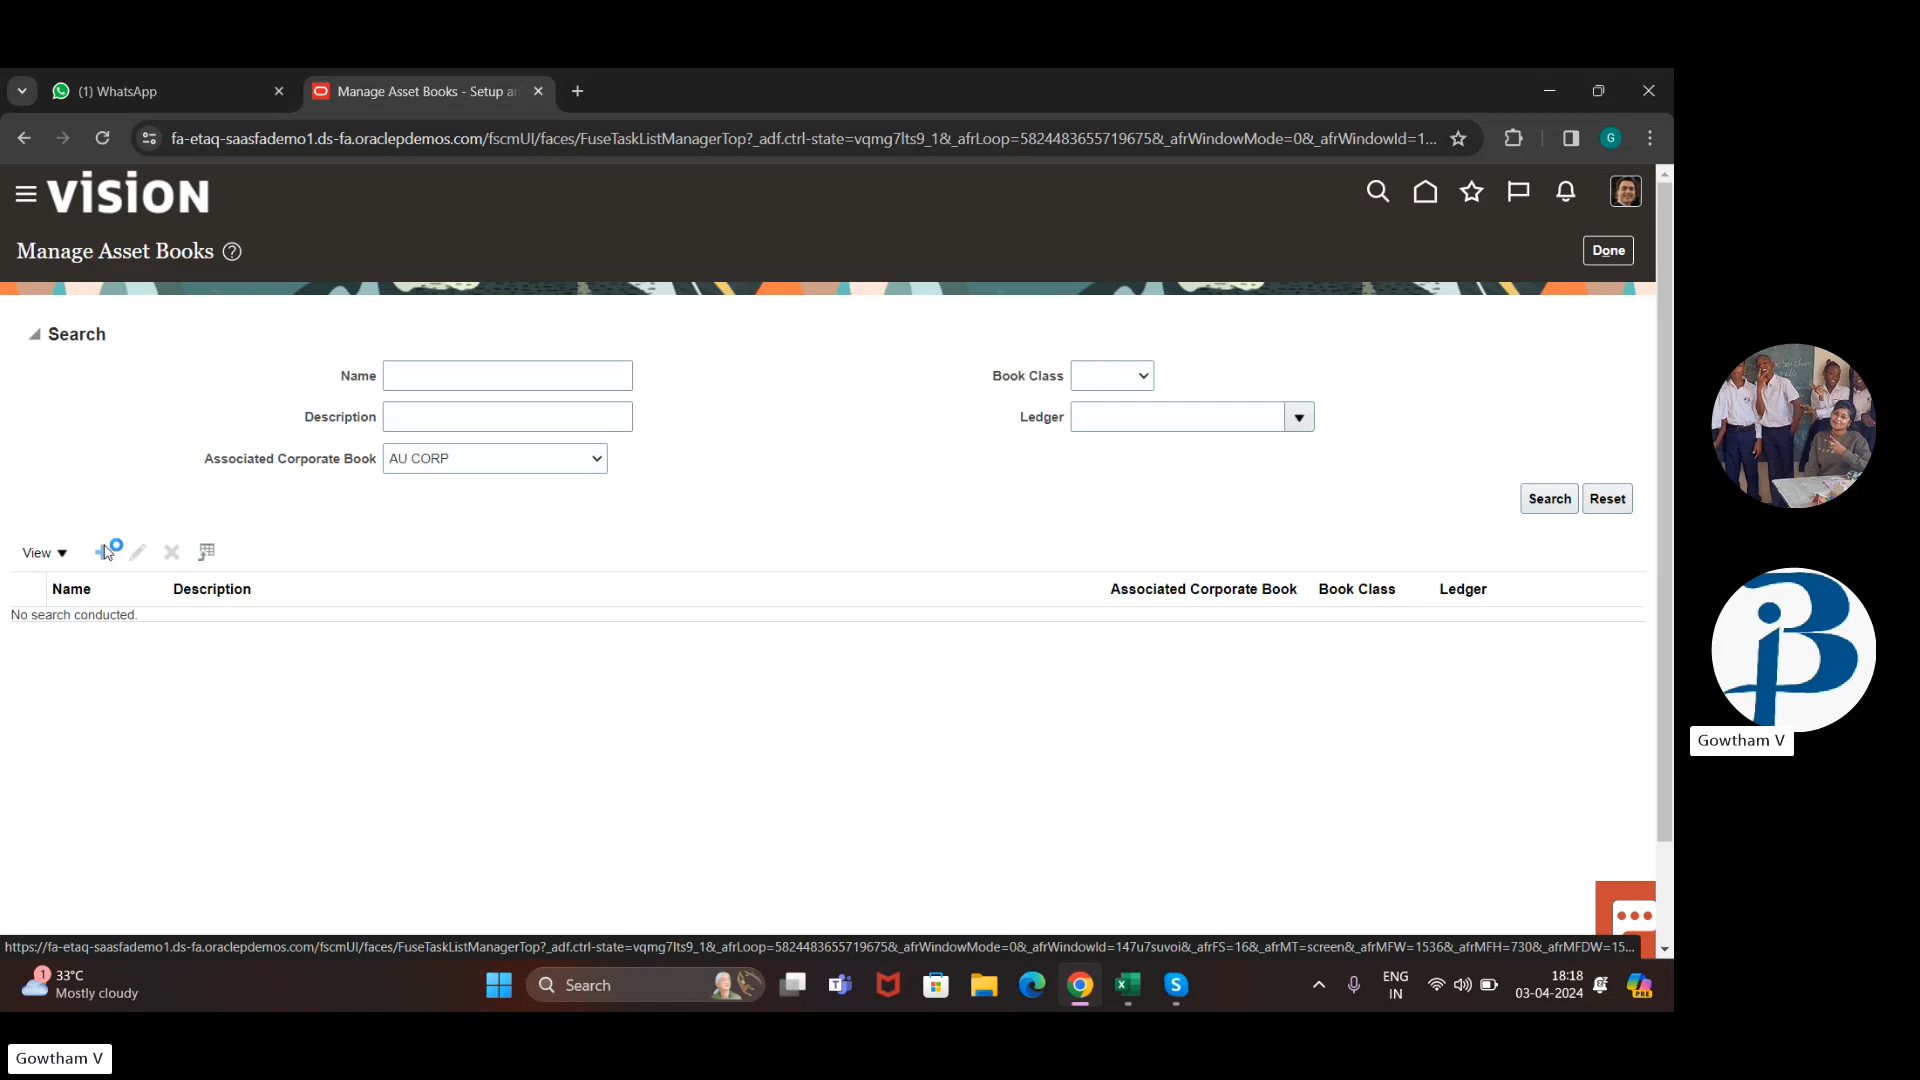 (1) WhatsApp
Manage Asset Books - Setup an
fa-etaq-saasfademo1.ds-fa.oraclepdemos.com/fscmUI/faces/FuseTaskListManagerTop?_adf.ctrl-state=vqmg7lts9_1&_afrLoop=5824483655719675&_afrWindowMode=0&_afrWindowId=1...
G
VISION
Manage Asset Books ?
Done
Search
Name
Book Class
Description
Ledger
Associated Corporate Book AU CORP
Search Reset
View
Name Description Associated Corporate Book Book Class Ledger
No search conducted.
B
Gowtham V
https://fa-etaq-saasfademo1.ds-fa.oraclepdemos.com/fscmUI/faces/FuseTaskListManagerTop?_adf.ctrl-state=vqmg7lts9_1&_afrLoop=5824483655719675&_afrWindowMode=0&_afrWindowId=147u7suvoi&_afrFS=16&_afrMT=screen&_afrMFW=1536&_afrMFH=730&_afrMFDW=15...
1
33°C
Mostly cloudy
Search
ENG
IN
18:18
03-04-2024
PRE
Gowtham V